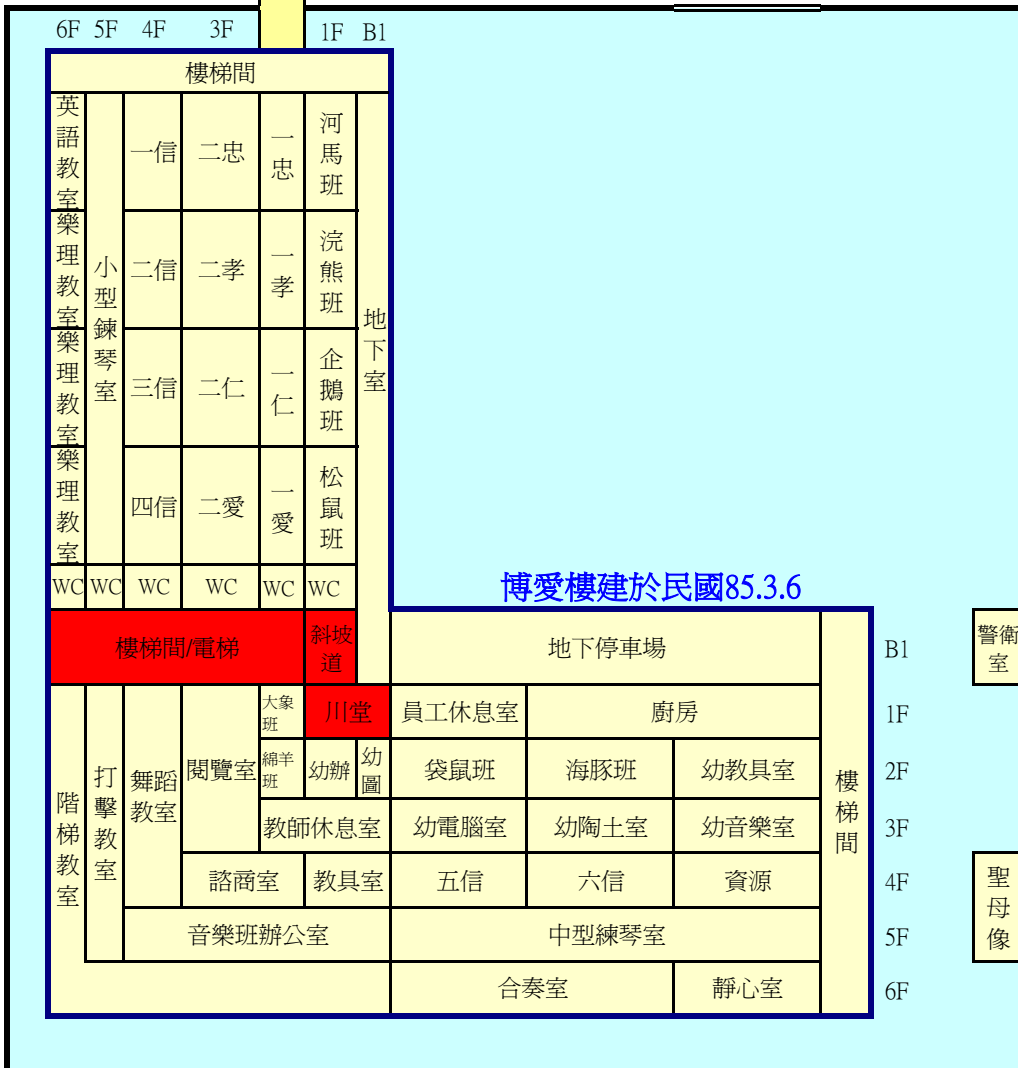 6F 5F 4F 3F 1F B1
樓梯間
英語教室
小型鍊琴室
一信
二忠
一忠
河馬班
地下室
樂理教室
二信
二孝
一孝
浣熊班
樂理教室
三信
二仁
一仁
企鵝班
樂理教室
四信
二愛
一愛
松鼠班
WC WC WC WC WC WC
博愛樓建於民國85.3.6
樓梯間/電梯
斜坡道
地下停車場
樓梯間
B1
警衛室
階梯教室
打擊教室
舞蹈教室
閱覽室
大象班
川堂
員工休息室
廚房
1F
綿羊班
幼辦
幼圖
袋鼠班
海豚班
幼教具室
2F
教師休息室
幼電腦室
幼陶土室
幼音樂室
3F
諮商室
教具室
五信
六信
資源
4F
聖母像
音樂班辦公室
中型練琴室
5F
合奏室
靜心室
6F